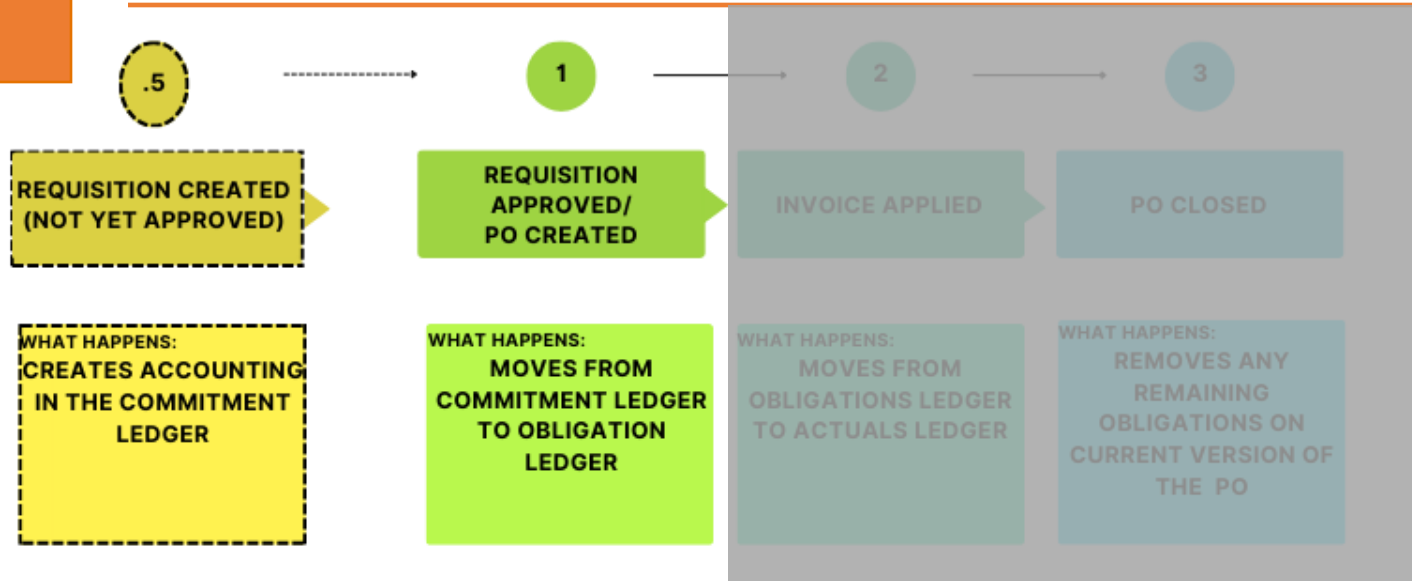 .5
1
2
3
REQUISITION CREATED
(NOT YET APPROVED)
REQUISITION
APPROVED/
PO CREATED
INVOICE APPLIED
PO CLOSED
WHAT HAPPENS:
CREATES ACCOUNTING
IN THE COMMITMENT
LEDGER
WHAT HAPPENS:
MOVES FROM
COMMITMENT LEDGER
TO OBLIGATION
LEDGER
WHAT HAPPENS:
MOVES FROM
OBLIGATIONS LEDGER
TO ACTUALS LEDGER
WHAT HAPPENS:
REMOVES ANY
REMAINING
OBLIGATIONS ON
CURRENT VERSION OF
THE PO